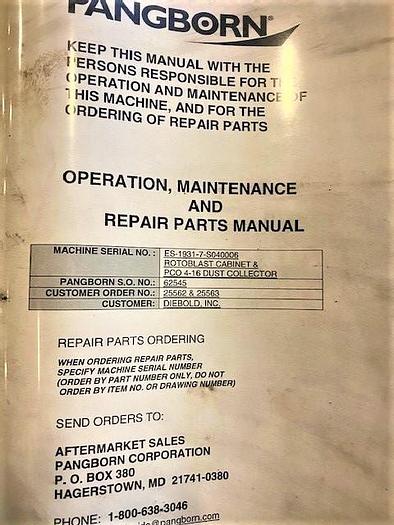 PANGBORN®
KEEP THIS MANUAL WITH THE
PERSONS RESPONSIBLE FOR THE
OPERATION AND MAINTENANCE OF
THIS MACHINE, AND FOR THE
ORDERING OF REPAIR PARTS
OPERATION, MAINTENANCE
AND
REPAIR PARTS MANUAL
MACHINE SERIAL NO.: ES-1931-7-S040006
ROTOBLAST CABINET &
PCO 4-16 DUST COLLECTOR
PANGBORN S.O. NO.: 62545
CUSTOMER ORDER NO.: 25562 & 25563
CUSTOMER: DIEBOLD, INC.
REPAIR PARTS ORDERING
WHEN ORDERING REPAIR PARTS,
SPECIFY MACHINE SERIAL NUMBER
(ORDER BY PART NUMBER ONLY, DO NOT
ORDER BY ITEM NO. OR DRAWING NUMBER)
SEND ORDERS TO:
AFTERMARKET SALES
PANGBORN CORPORATION
P. O. BOX 380
HAGERSTOWN, MD 21741-0380
PHONE: 1-800-638-3046
@pangborn.com